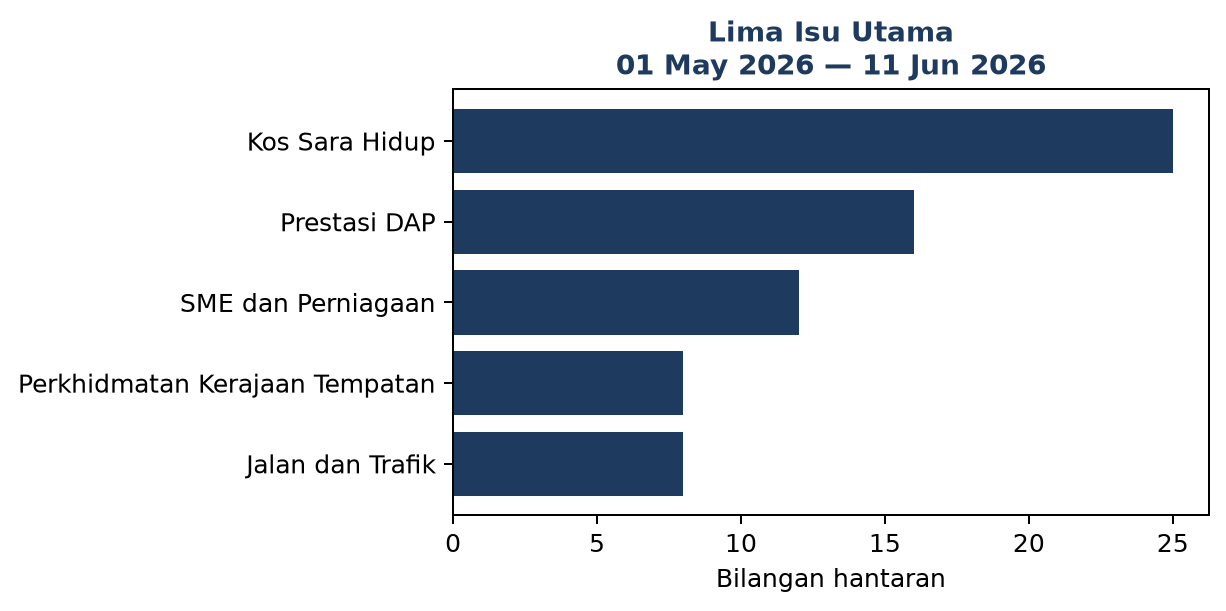 Lima Isu Utama
01 May 2026 — 11 Jun 2026
Kos Sara Hidup
Prestasi DAP
SME dan Perniagaan
Perkhidmatan Kerajaan Tempatan
Jalan dan Trafik
0 5 10 15 20 25
Bilangan hantaran